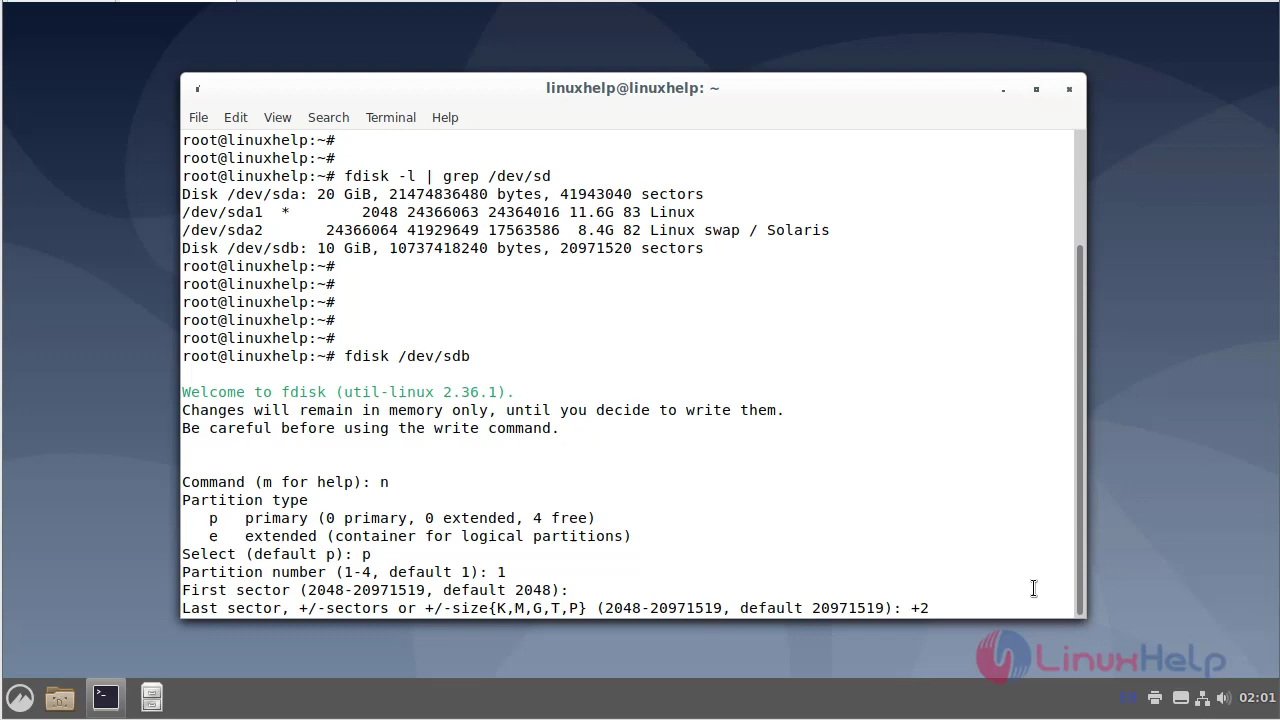 linuxhelp@linuxhelp: ~
File Edit View Search Terminal Help
root@linuxhelp:~#
root@linuxhelp:~#
root@linuxhelp:~# fdisk -l | grep /dev/sd
Disk /dev/sda: 20 GiB, 21474836480 bytes, 41943040 sectors
/dev/sda1  *        2048 24366063 24364016 11.6G 83 Linux
/dev/sda2       24366064 41929649 17563586  8.4G 82 Linux swap / Solaris
Disk /dev/sdb: 10 GiB, 10737418240 bytes, 20971520 sectors
root@linuxhelp:~#
root@linuxhelp:~#
root@linuxhelp:~#
root@linuxhelp:~#
root@linuxhelp:~#
root@linuxhelp:~# fdisk /dev/sdb
Welcome to fdisk (util-linux 2.36.1).
Changes will remain in memory only, until you decide to write them.
Be careful before using the write command.
Command (m for help): n
Partition type
   p   primary (0 primary, 0 extended, 4 free)
   e   extended (container for logical partitions)
Select (default p): p
Partition number (1-4, default 1): 1
First sector (2048-20971519, default 2048):
Last sector, +/-sectors or +/-size{K,M,G,T,P} (2048-20971519, default 20971519): +2
LinuxHelp
02:01